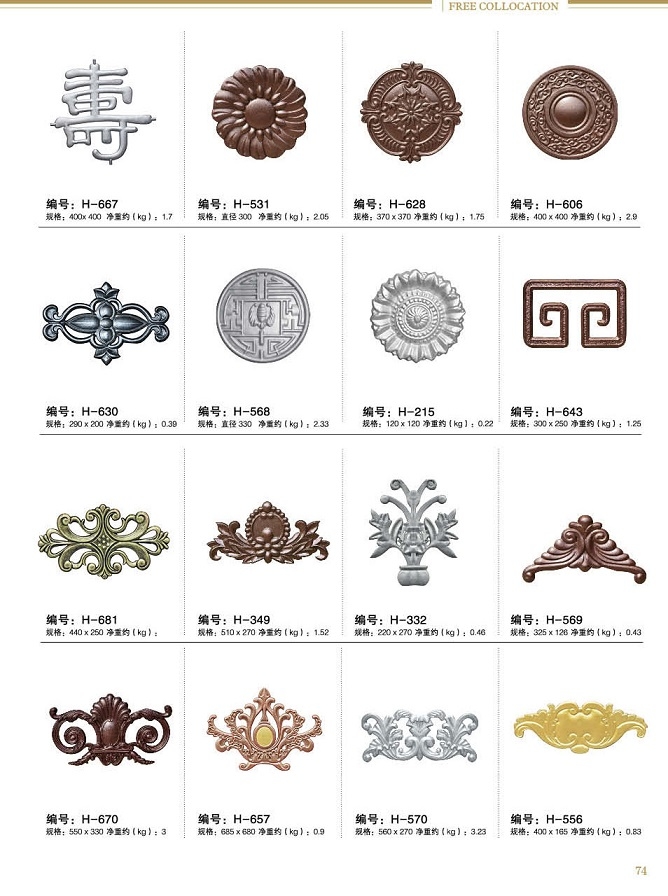 FREE COLLOCATION
壽
编号：H-667
规格：400x 400 净重约（kg）：1.7
编号：H-531
规格：直径 300 净重约（kg）：2.05
编号：H-628
规格：370 x 370 净重约（kg）：1.75
编号：H-606
规格：400 x 400 净重约（kg）：2.9
编号：H-630
规格：290 x 200 净重约（kg）：0.39
编号：H-568
规格：直径 330 净重约（kg）：2.33
编号：H-215
规格：120 x 120 净重约（kg）：0.22
编号：H-643
规格：300 x 250 净重约（kg）：1.25
编号：H-681
规格：440 x 250 净重约（kg）：
编号：H-349
规格：510 x 270 净重约（kg）：1.52
编号：H-332
规格：220 x 270 净重约（kg）：0.46
编号：H-569
规格：325 x 126 净重约（kg）：0.43
编号：H-670
规格：550 x 330 净重约（kg）：3
编号：H-657
规格：685 x 680 净重约（kg）：0.9
编号：H-570
规格：560 x 270 净重约（kg）：3.23
编号：H-556
规格：400 x 165 净重约（kg）：0.83
74